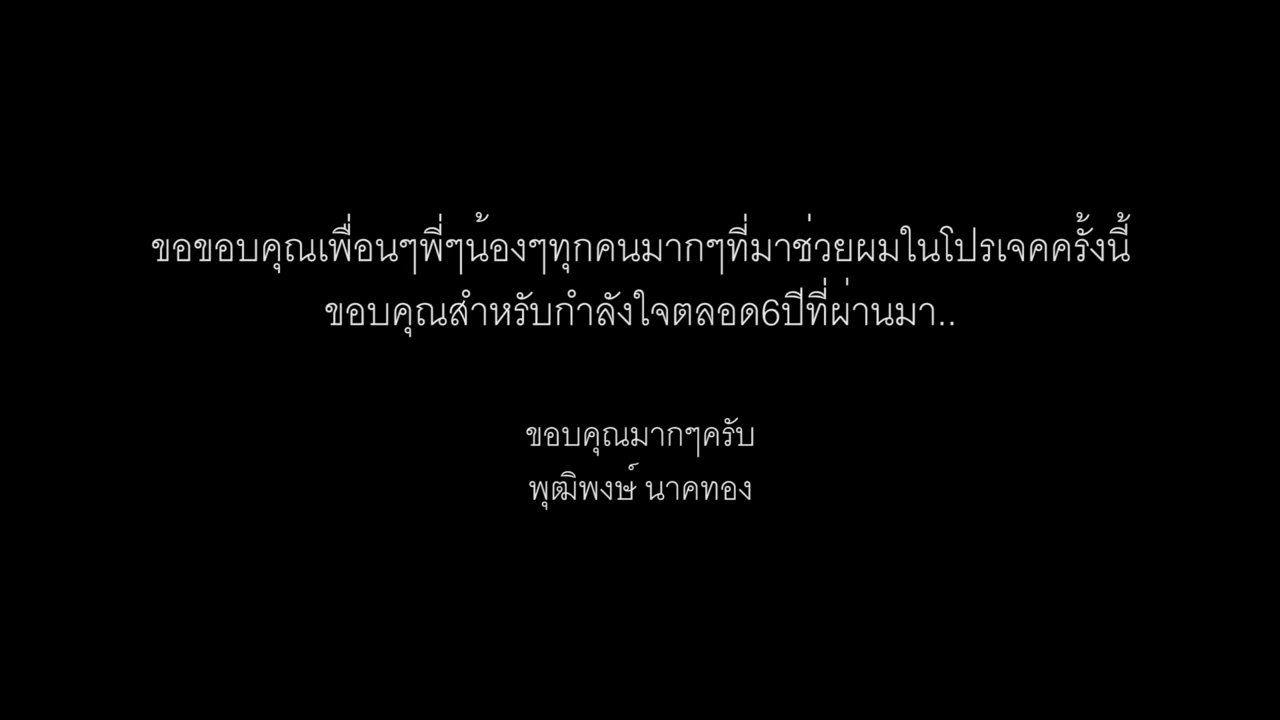 ขอขอบคุณเพื่อนๆพี่ๆน้องๆทุกคนมากๆที่มาช่วยผมในโปรเจคครั้งนี้
ขอบคุณสำหรับกำลังใจตลอด6ปีที่ผ่านมา..
ขอบคุณมากๆครับ
พุฒิพงษ์ นาคทอง